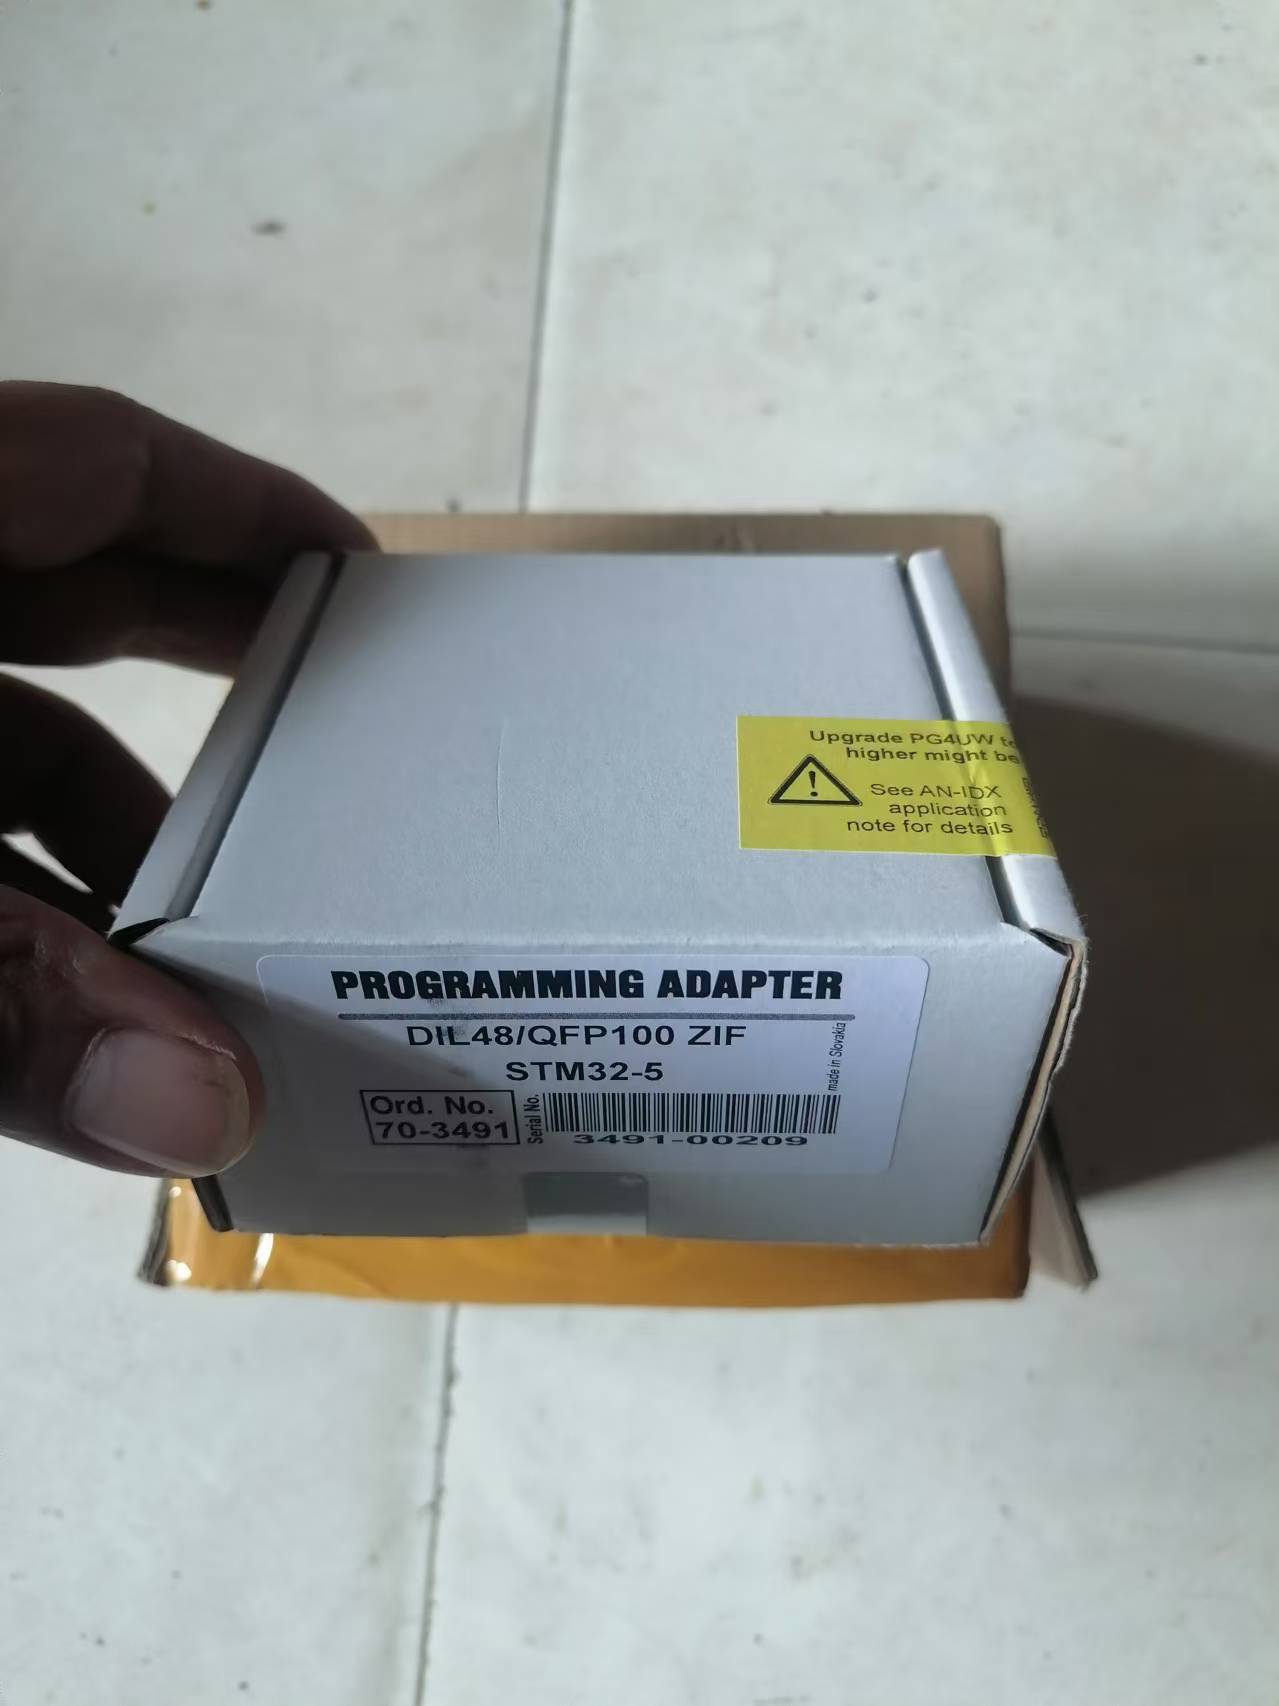 Upgrade PG4UW to
higher might be
See AN-IDX
application
note for details
PROGRAMMING ADAPTER
DIL48/QFP100 ZIF
STM32-5
made in Slovakia
Ord. No.
70-3491
Serial No.
3491-00209